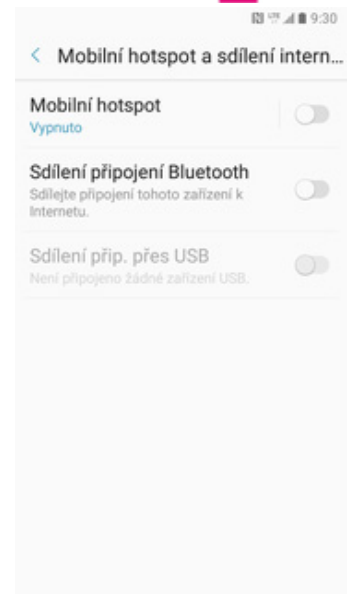 9:30
Mobilní hotspot a sdílení intern...
Mobilní hotspot
Vypnuto
Sdílení připojení Bluetooth
Sdílejte připojení tohoto zařízení k
Internetu.
Sdílení přip. přes USB
Není připojeno žádné zařízení USB.